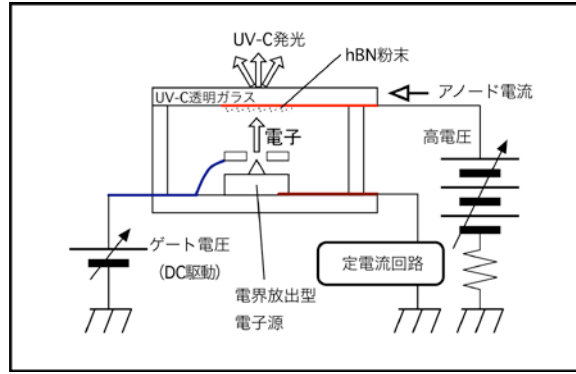 UV-C発光
hBN粉末
UV-C透明ガラス
アノード電流
電子
高電圧
ゲート電圧
(DC駆動)
定電流回路
電界放出型
電子源